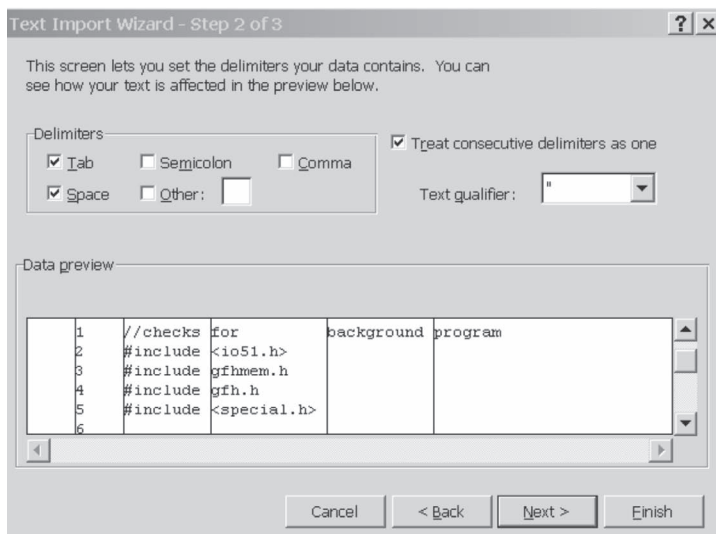 Text Import Wizard - Step 2 of 3
? x
This screen lets you set the delimiters your data contains. You can
see how your text is affected in the preview below.
Delimiters
Tab Semicolon Comma
Space Other:
Treat consecutive delimiters as one
Text qualifier: "
Data preview
1 //checks for background program
2 #include <io51.h>
3 #include gfhmem.h
4 #include gfh.h
5 #include <special.h>
6
Cancel < Back Next > Finish